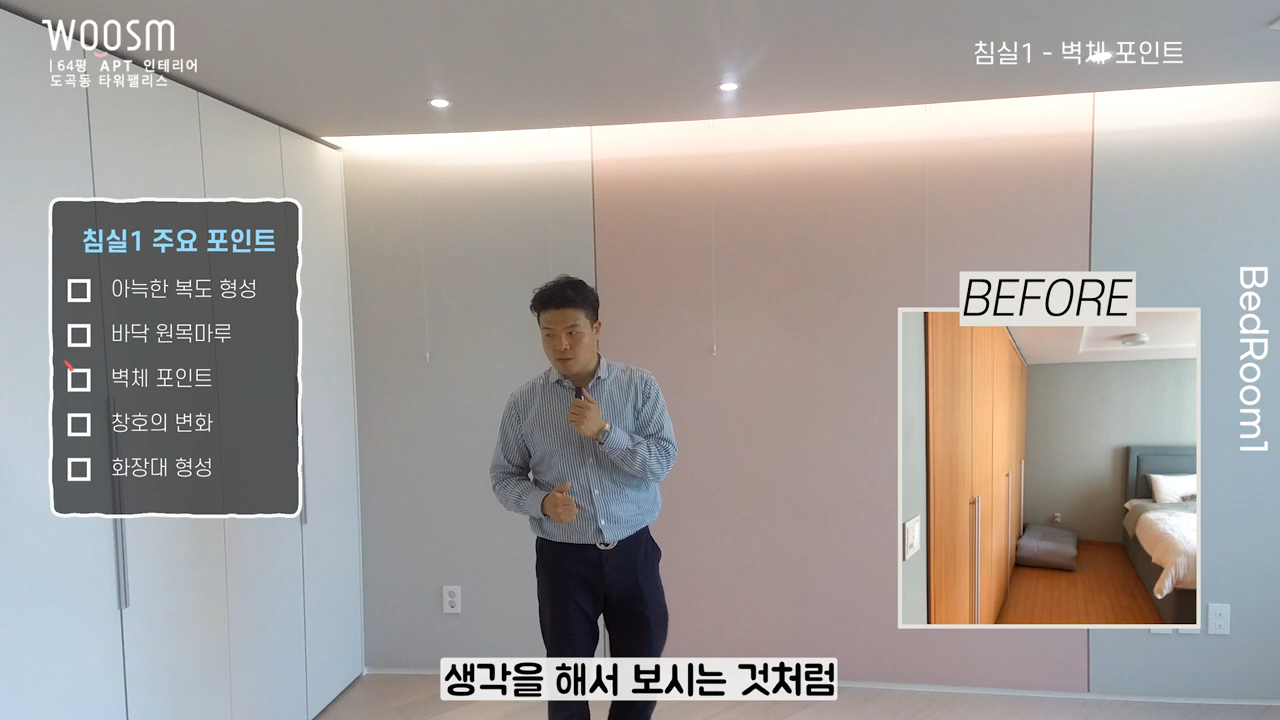 WOOSM
| 64평 APT 인테리어
도곡동 타워팰리스
침실1 - 벽체 포인트
침실1 주요 포인트
아늑한 복도 형성
바닥 원목마루
벽체 포인트
창호의 변화
화장대 형성
BEFORE
BedRoom1
생각을 해서 보시는 것처럼